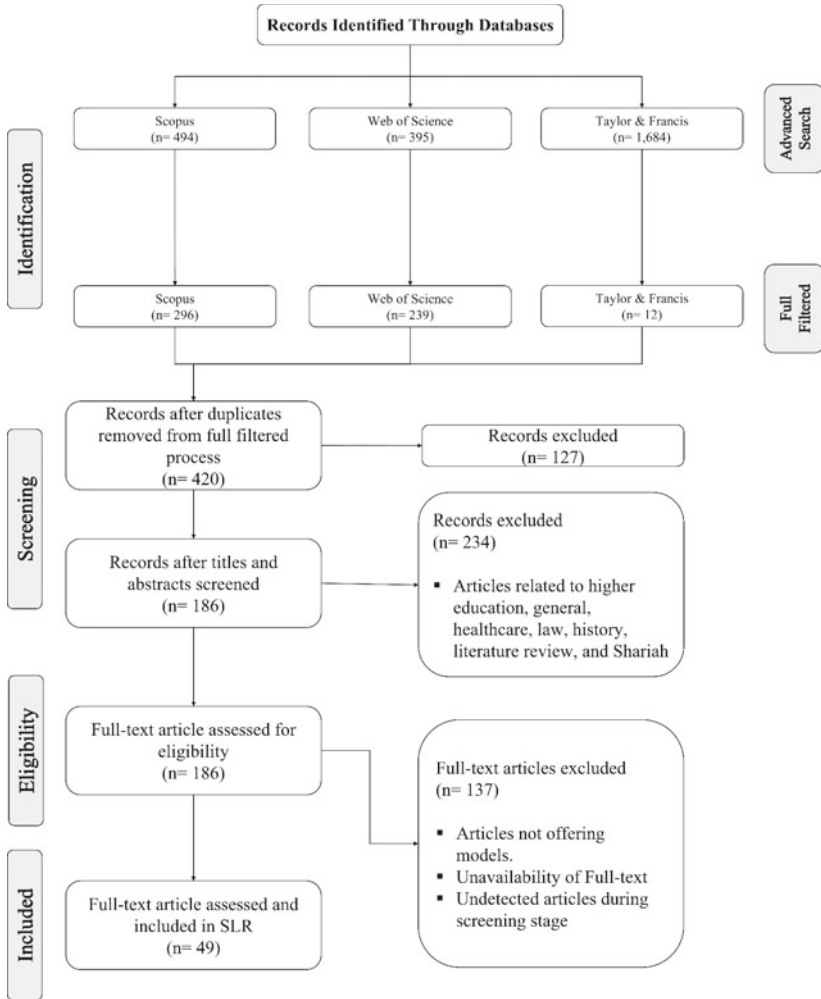 Records Identified Through Databases
Scopus
(n= 494)
Web of Science
(n= 395)
Taylor & Francis
(n= 1,684)
Advanced
Search
Identification
Scopus
(n= 296)
Web of Science
(n= 239)
Taylor & Francis
(n= 12)
Full
Filtered
Screening
Records after duplicates
removed from full filtered
process
(n= 420)
Records excluded
(n= 127)
Records after titles and
abstracts screened
(n= 186)
Records excluded
(n= 234)
▪ Articles related to higher
education, general,
healthcare, law, history,
literature review, and Shariah
Eligibility
Full-text article assessed for
eligibility
(n= 186)
Full-text articles excluded
(n= 137)
▪ Articles not offering
models.
▪ Unavailability of Full-text
▪ Undetected articles during
screening stage
Included
Full-text article assessed and
included in SLR
(n= 49)